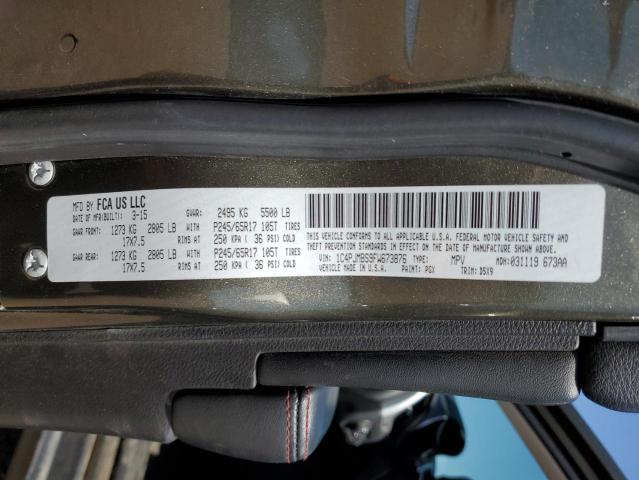 MFD BY FCA US LLC
DATE OF MFR(BUILT): 3-15 GVWR: 2495 KG 5500 LB
GAWR FRONT: 1273 KG 2805 LB WITH P245/65R17 105T TIRES
17X7.5 RIMS AT 250 KPA ( 36 PSI) COLD
GAWR REAR: 1273 KG 2805 LB WITH P245/65R17 105T TIRES
17X7.5 RIMS AT 250 KPA ( 36 PSI) COLD
THIS VEHICLE CONFORMS TO ALL APPLICABLE U.S.A. FEDERAL MOTOR VEHICLE SAFETY AND
THEFT PREVENTION STANDARDS IN EFFECT ON THE DATE OF MANUFACTURE SHOWN ABOVE.
VIN: 1C4PJMBS9FW673876 TYPE: MPV MDH: 031119 673AA
PAINT: PGX TRIM: D5X9